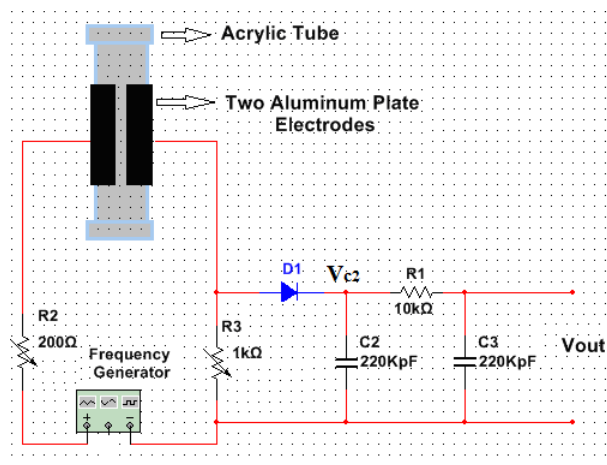 Acrylic Tube
Two Aluminum Plate
Electrodes
D1
Vc2
R1
10kΩ
R2
200Ω
R3
1kΩ
C2
220KpF
C3
220KpF
Vout
Frequency
Generator
+
−